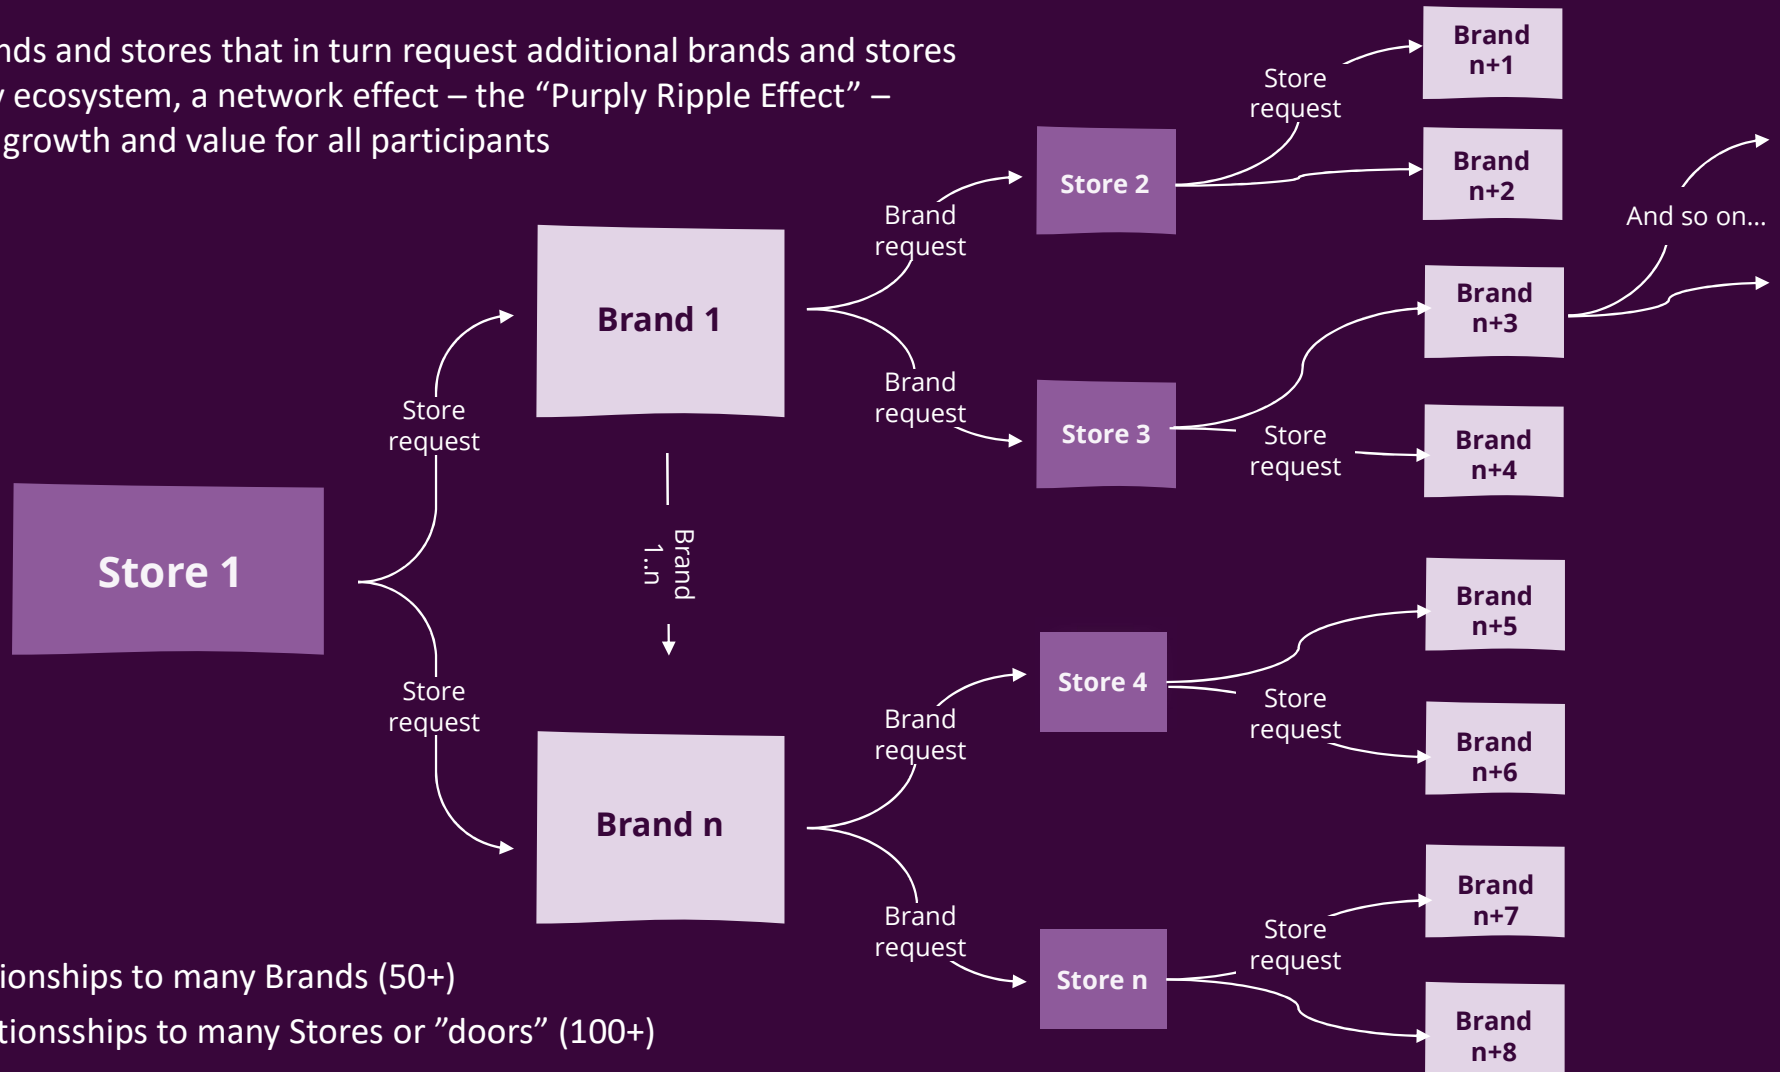 nds and stores that in turn request additional brands and stores
y ecosystem, a network effect – the “Purply Ripple Effect” –
growth and value for all participants
Store 1
Store
request
Store
request
Brand 1
Brand
1..n
Brand n
Brand
request
Brand
request
Brand
request
Brand
request
Store 2
Store 3
Store 4
Store n
Store
request
Store
request
Store
request
Store
request
Brand
n+1
Brand
n+2
Brand
n+3
Brand
n+4
Brand
n+5
Brand
n+6
Brand
n+7
Brand
n+8
And so on...
ionships to many Brands (50+)
tionsships to many Stores or ”doors” (100+)